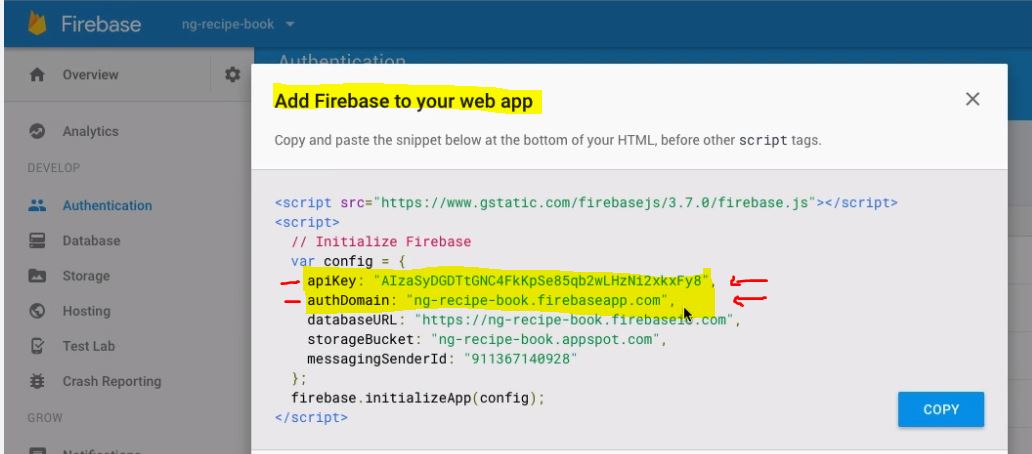 Firebase
ng-recipe-book
Authentication
Overview
Analytics
DEVELOP
Authentication
Database
Storage
Hosting
Test Lab
Crash Reporting
GROW
Notifications
Add Firebase to your web app
Copy and paste the snippet below at the bottom of your HTML, before other script tags.
<script src="https://www.gstatic.com/firebasejs/3.7.0/firebase.js"></script>
<script>
// Initialize Firebase
var config = {
apiKey: "AIzaSyDGDTtGNC4FkKpSe85qb2wLHzNi2xkxFy8",
authDomain: "ng-recipe-book.firebaseapp.com",
databaseURL: "https://ng-recipe-book.firebaseio.com",
storageBucket: "ng-recipe-book.appspot.com",
messagingSenderId: "911367140928"
};
firebase.initializeApp(config);
</script>
COPY